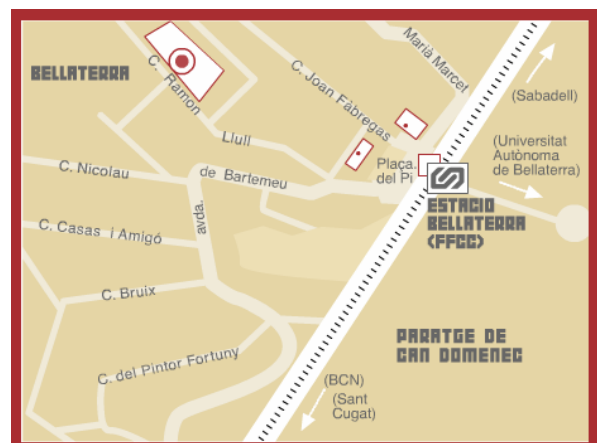 BELLATERRA
C. Ramon
Llull
C. Joan Fàbregas
Marià Marcet
(Sabadell)
(Universitat
Autònoma
de Bellaterra)
Plaça.
del Pi
ESTACIO
BELLATERRA
(FFCC)
C. Nicolau
de Bartemeu
avda.
C. Casas i Amigó
C. Bruix
C. del Pintor Fortuny
PARATGE DE
CAN DOMENEC
(BCN)
(Sant
Cugat)